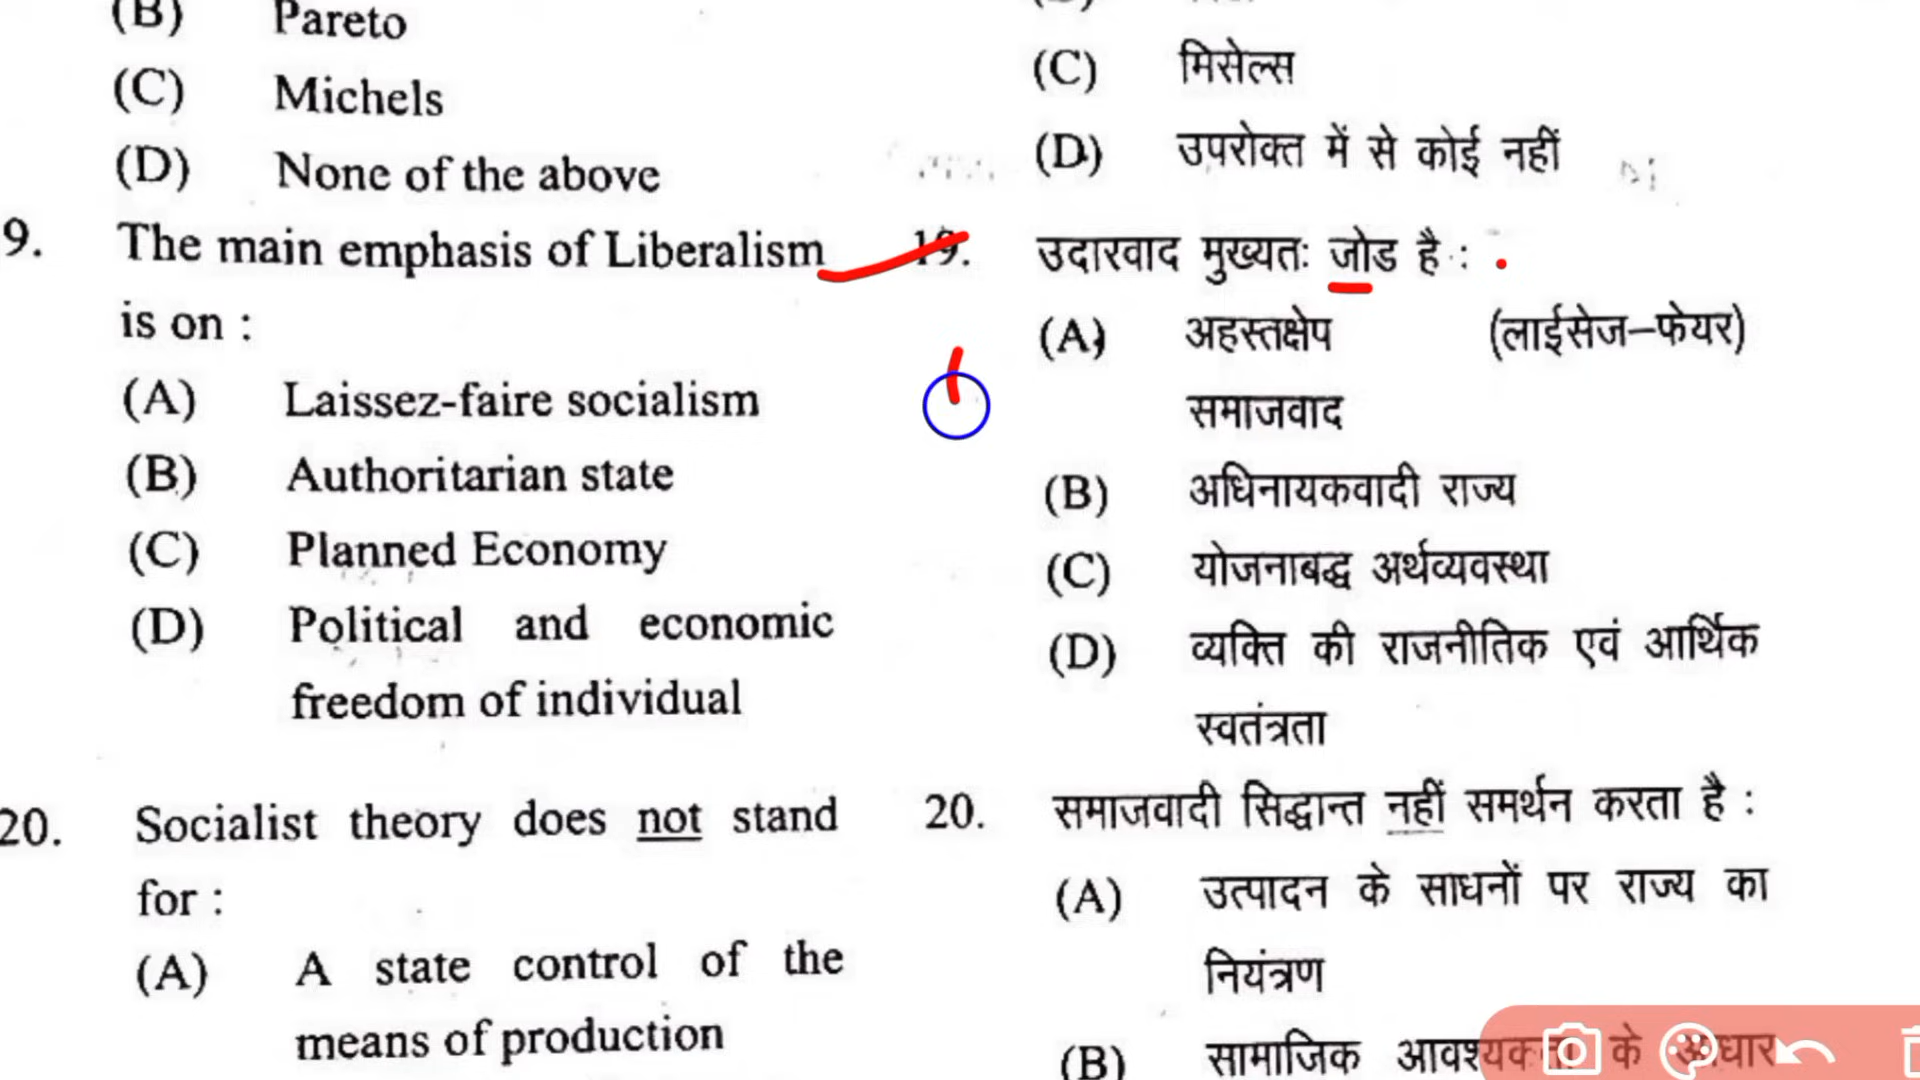 (B) Pareto
(C) Michels
(D) None of the above
9. The main emphasis of Liberalism
is on :
(A) Laissez-faire socialism
(B) Authoritarian state
(C) Planned Economy
(D) Political and economic
freedom of individual
20. Socialist theory does not stand
for :
(A) A state control of the
means of production
(C) मिसेल्स
(D) उपरोक्त में से कोई नहीं
19. उदारवाद मुख्यतः जोड है :
(A) अहस्तक्षेप (लाईसेज–फेयर)
समाजवाद
(B) अधिनायकवादी राज्य
(C) योजनाबद्ध अर्थव्यवस्था
(D) व्यक्ति की राजनीतिक एवं आर्थिक
स्वतंत्रता
20. समाजवादी सिद्धान्त नहीं समर्थन करता है :
(A) उत्पादन के साधनों पर राज्य का
नियंत्रण
(B) सामाजिक आवश्यकता के आधार